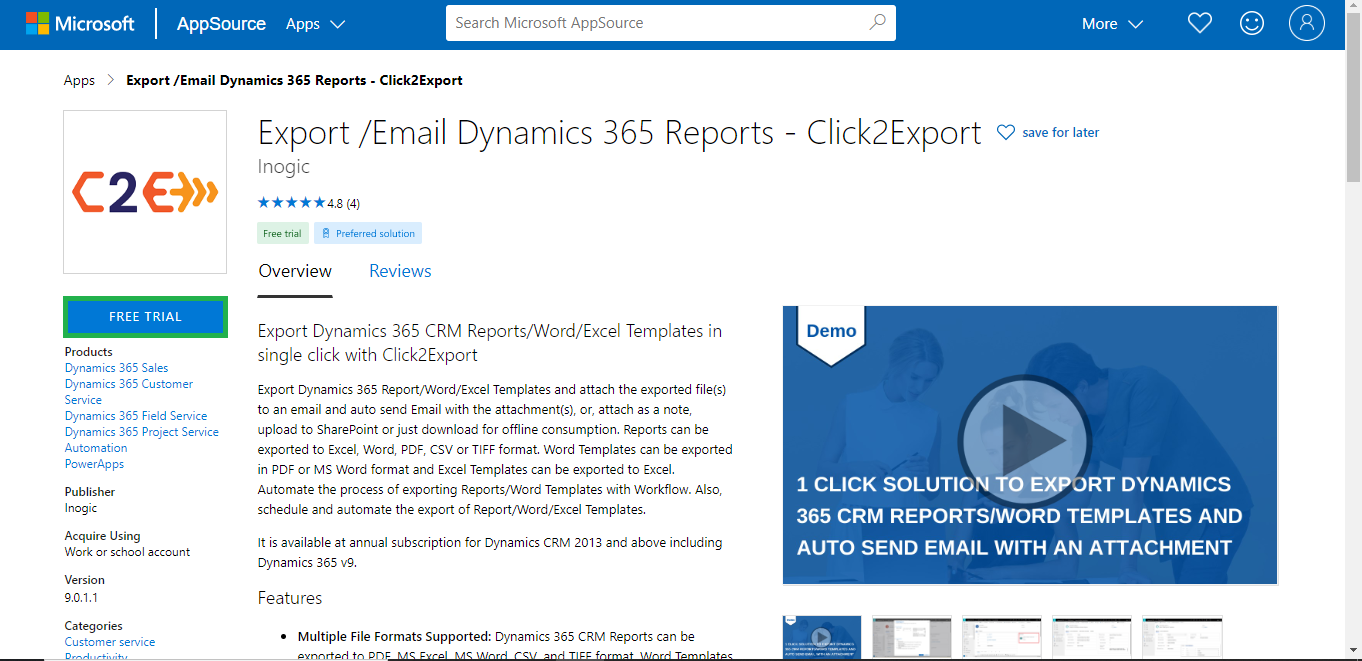 Microsoft
AppSource
Apps
Search Microsoft AppSource
More
Apps
Export /Email Dynamics 365 Reports - Click2Export
C2E
Export /Email Dynamics 365 Reports - Click2Export
save for later
Inogic
4.8 (4)
Free trial
Preferred solution
Overview
Reviews
FREE TRIAL
Products
Dynamics 365 Sales
Dynamics 365 Customer
Service
Dynamics 365 Field Service
Dynamics 365 Project Service
Automation
PowerApps
Publisher
Inogic
Acquire Using
Work or school account
Version
9.0.1.1
Categories
Customer service
Productivity
Export Dynamics 365 CRM Reports/Word/Excel Templates in
single click with Click2Export
Export Dynamics 365 Report/Word/Excel Templates and attach the exported file(s)
to an email and auto send Email with the attachment(s), or, attach as a note,
upload to SharePoint or just download for offline consumption. Reports can be
exported to Excel, Word, PDF, CSV or TIFF format. Word Templates can be exported
in PDF or MS Word format and Excel Templates can be exported to Excel.
Automate the process of exporting Reports/Word Templates with Workflow. Also,
schedule and automate the export of Report/Word/Excel Templates.
It is available at annual subscription for Dynamics CRM 2013 and above including
Dynamics 365 v9.
Features
Multiple File Formats Supported: Dynamics 365 CRM Reports can be
exported to PDF, MS Excel, MS Word, CSV, and TIFF format. Word Templates
Demo
1 CLICK SOLUTION TO EXPORT DYNAMICS
365 CRM REPORTS/WORD TEMPLATES AND
AUTO SEND EMAIL WITH AN ATTACHMENT